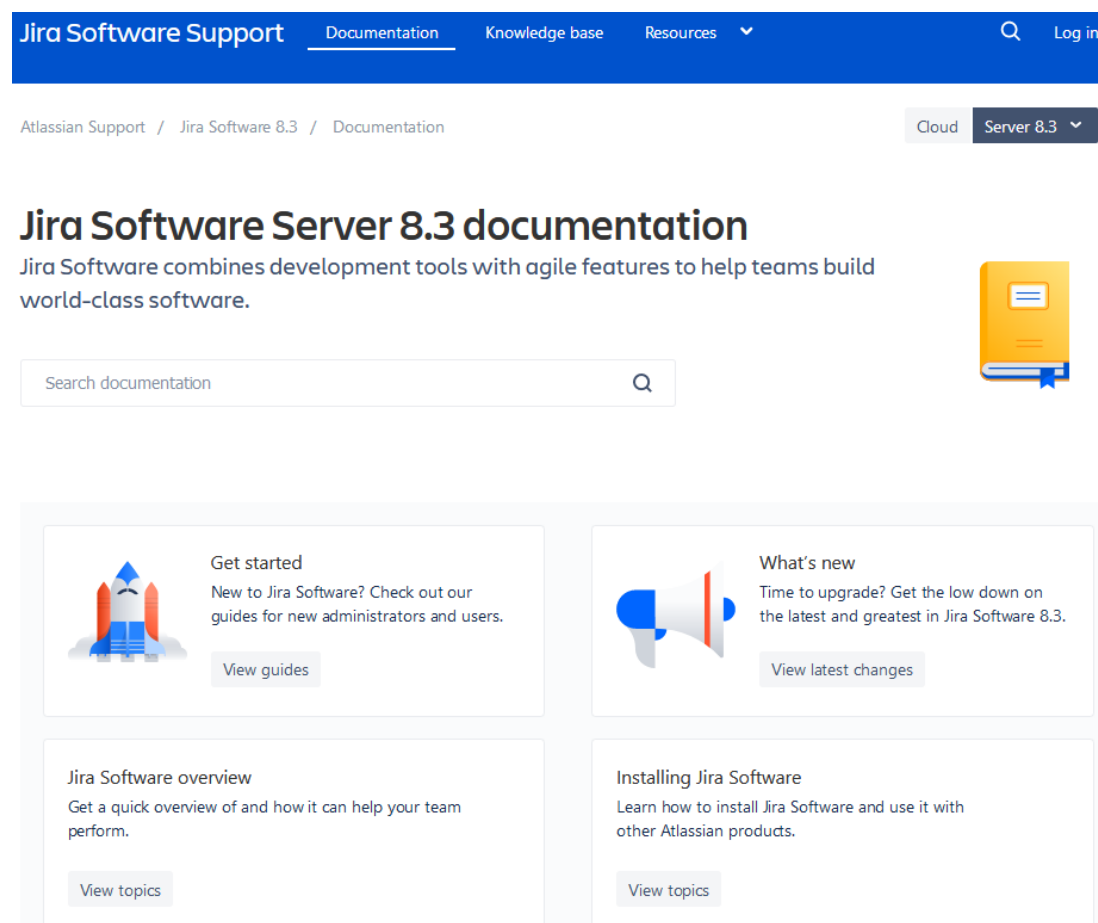 Jira Software Support Documentation Knowledge base Resources Log in
Atlassian Support / Jira Software 8.3 / Documentation Cloud Server 8.3
Jira Software Server 8.3 documentation
Jira Software combines development tools with agile features to help teams build
world-class software.
Search documentation
Get started
New to Jira Software? Check out our
guides for new administrators and users.
View guides
What's new
Time to upgrade? Get the low down on
the latest and greatest in Jira Software 8.3.
View latest changes
Jira Software overview
Get a quick overview of and how it can help your team
perform.
View topics
Installing Jira Software
Learn how to install Jira Software and use it with
other Atlassian products.
View topics